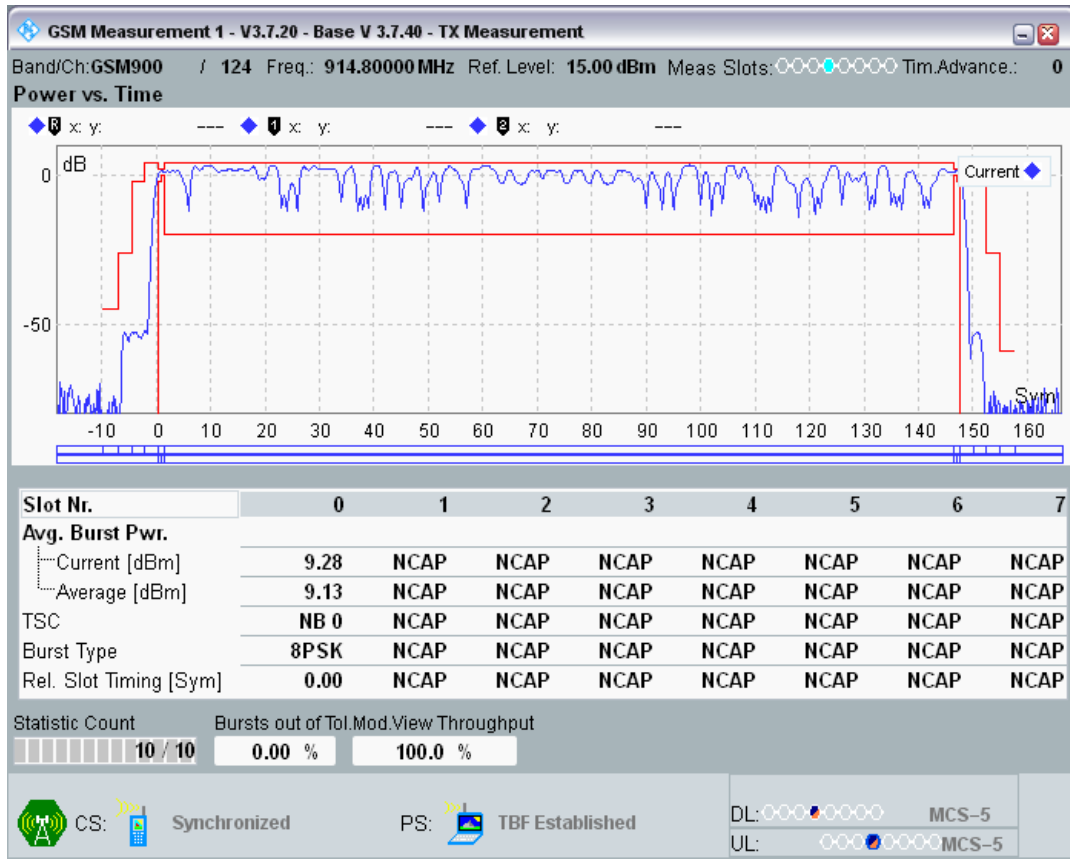 GSM Measurement 1 - V3.7.20 - Base V 3.7.40 - TX Measurement
Band/Ch:GSM900 / 124 Freq.: 914.80000 MHz Ref. Level: 15.00 dBm Meas Slots: Tim.Advance.: 0
Power vs. Time
R x: y: --- 1 x: y: --- 2 x: y: ---
dB
Current
0
-50
Sym
-10 0 10 20 30 40 50 60 70 80 90 100 110 120 130 140 150 160
Slot Nr. 0 1 2 3 4 5 6 7
Avg. Burst Pwr.
Current [dBm] 9.28 NCAP NCAP NCAP NCAP NCAP NCAP NCAP
Average [dBm] 9.13 NCAP NCAP NCAP NCAP NCAP NCAP NCAP
TSC NB 0 NCAP NCAP NCAP NCAP NCAP NCAP NCAP
Burst Type 8PSK NCAP NCAP NCAP NCAP NCAP NCAP NCAP
Rel. Slot Timing [Sym] 0.00 NCAP NCAP NCAP NCAP NCAP NCAP NCAP
Statistic Count Bursts out of Tol. Mod.View Throughput
10 / 10 0.00 % 100.0 %
CS: Synchronized PS: TBF Established
DL: MCS-5
UL: MCS-5